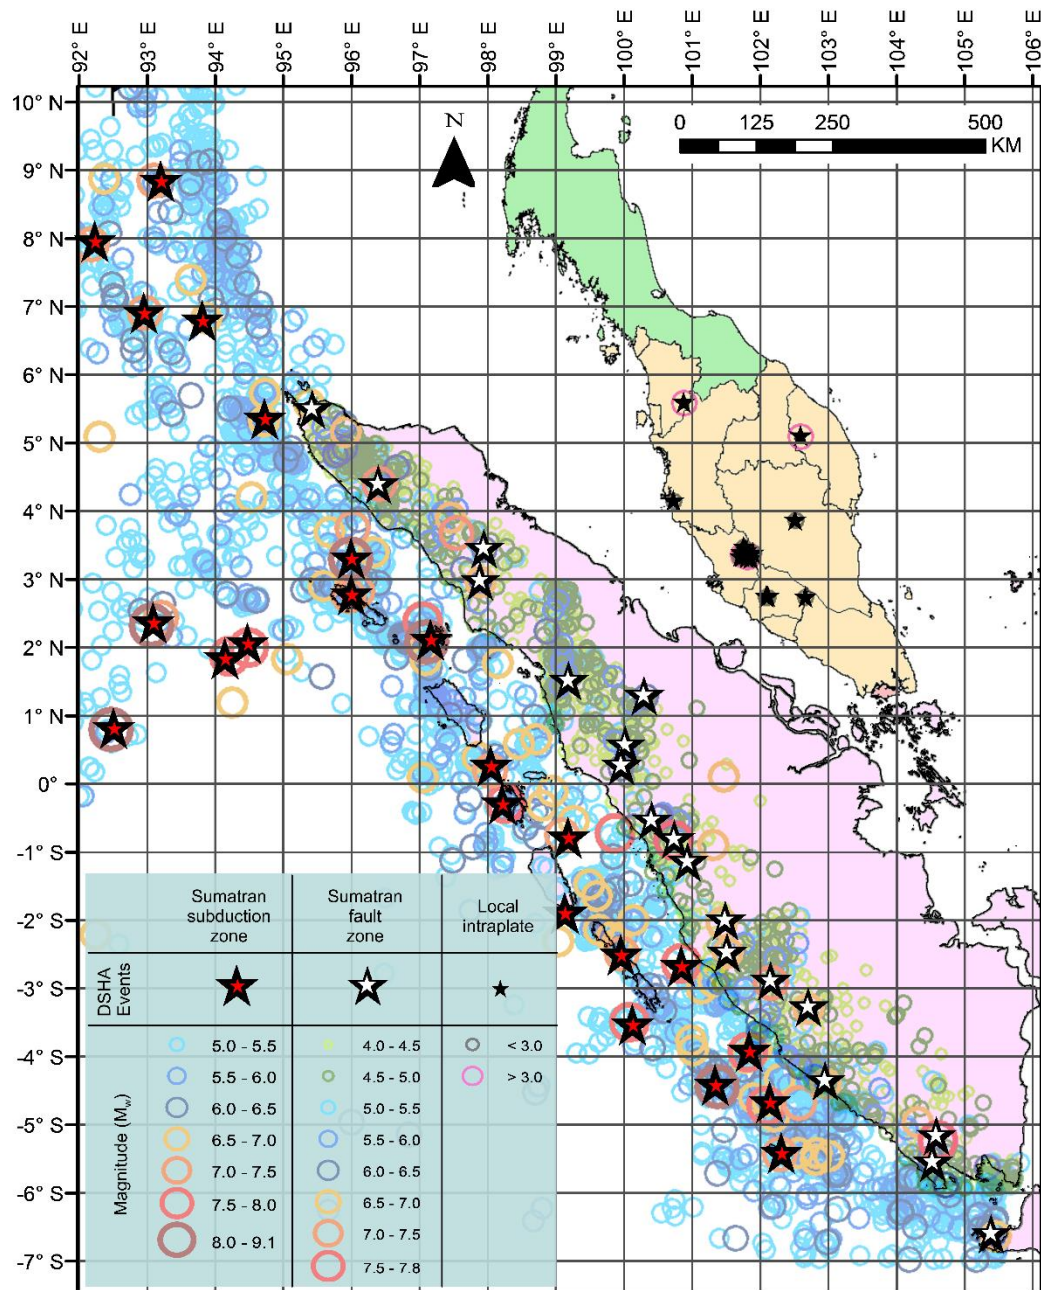 92° E 93° E 94° E 95° E 96° E 97° E 98° E 99° E 100° E 101° E 102° E 103° E 104° E 105° E 106° E
10° N
9° N
8° N
7° N
6° N
5° N
4° N
3° N
2° N
1° N
0°
-1° S
-2° S
-3° S
-4° S
-5° S
-6° S
-7° S
N
0 125 250 500
KM
Sumatran subduction zone
Sumatran fault zone
Local intraplate
DSHA Events
Magnitude (Mw)
5.0 - 5.5 4.0 - 4.5 < 3.0
5.5 - 6.0 4.5 - 5.0 > 3.0
6.0 - 6.5 5.0 - 5.5
6.5 - 7.0 5.5 - 6.0
7.0 - 7.5 6.0 - 6.5
7.5 - 8.0 6.5 - 7.0
8.0 - 9.1 7.0 - 7.5
7.5 - 7.8